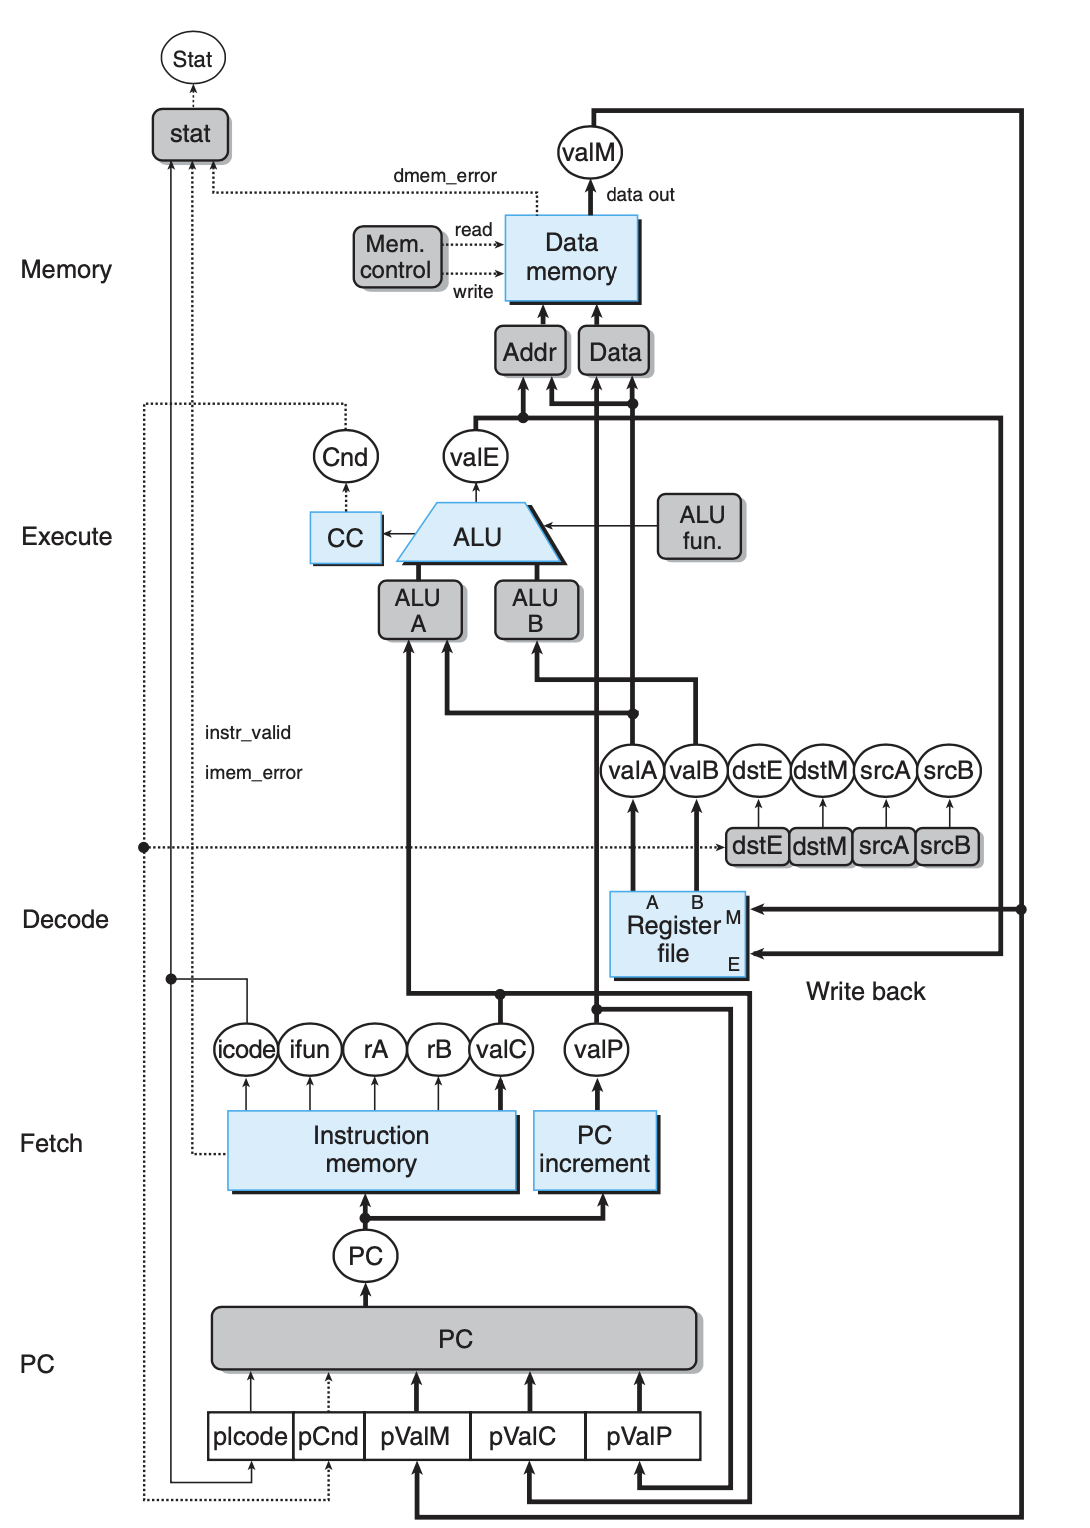 Stat
stat
valM
dmem_error
data out
read
Mem.
control
Data
memory
Memory
write
Addr
Data
Cnd
valE
Execute
CC
ALU
ALU
fun.
ALU
A
ALU
B
instr_valid
imem_error
valA
valB
dstE
dstM
srcA
srcB
dstE
dstM
srcA
srcB
Decode
A
B
M
Register
file
E
Write back
icode
ifun
rA
rB
valC
valP
Fetch
Instruction
memory
PC
increment
PC
PC
PC
pIcode
pCnd
pValM
pValC
pValP